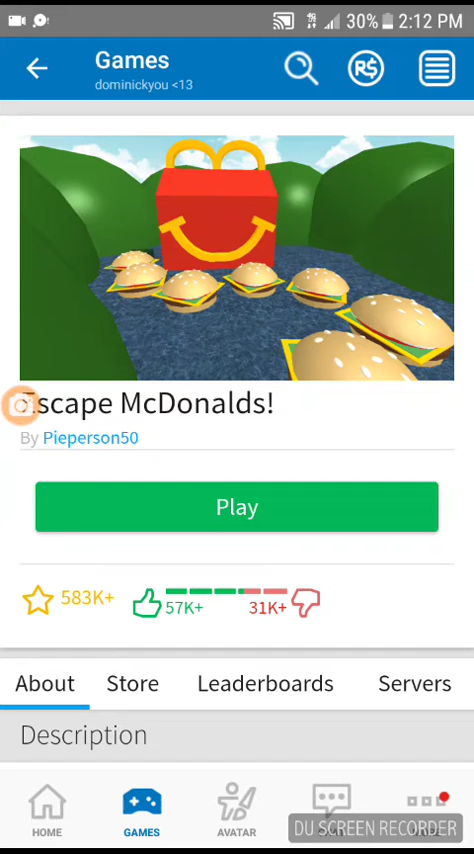 30% 2:12 PM
Games
dominickyou <13
R$
Escape McDonalds!
By Pieperson50
Play
583K+
57K+
31K+
About Store Leaderboards Servers
Description
HOME GAMES AVATAR
DU SCREEN RECORDER